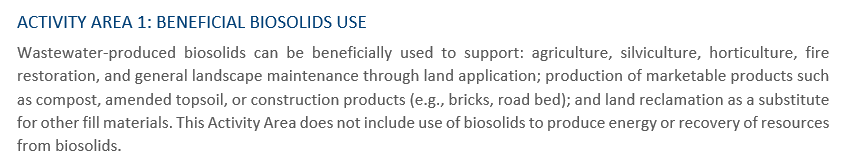 ACTIVITY AREA 1: BENEFICIAL BIOSOLIDS USE
Wastewater-produced biosolids can be beneficially used to support: agriculture, silviculture, horticulture, fire
restoration, and general landscape maintenance through land application; production of marketable products such
as compost, amended topsoil, or construction products (e.g., bricks, road bed); and land reclamation as a substitute
for other fill materials. This Activity Area does not include use of biosolids to produce energy or recovery of resources
from biosolids.